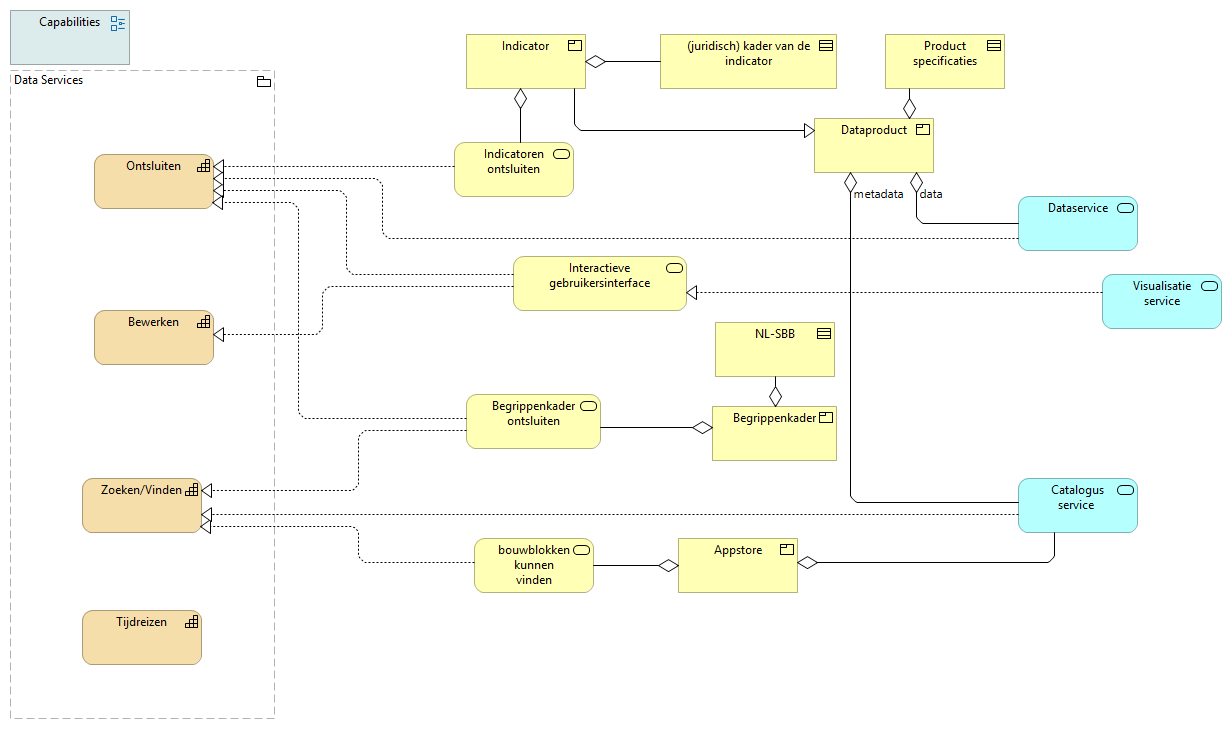 Capabilities
Data Services
Indicator
(juridisch) kader van de
indicator
Product
specificaties
Dataproduct
Indicatoren
ontsluiten
Ontsluiten
metadata
data
Dataservice
Interactieve
gebruikersinterface
Visualisatie
service
Bewerken
NL-SBB
Begrippenkader
ontsluiten
Begrippenkader
Zoeken/Vinden
Catalogus
service
bouwblokken
kunnen
vinden
Appstore
Tijdreizen